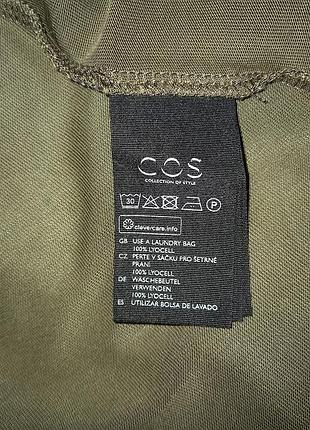 COS
COLLECTION OF STYLE
30 P
clevercare.info
GB USE A LAUNDRY BAG
100% LYOCELL
CZ PERTE V SÁČKU PRO ŠETRNÉ
PRANÍ
100% LYOCELL
DE WÄSCHEBEUTEL
VERWENDEN
100% LYOCELL
ES UTILIZAR BOLSA DE LAVADO